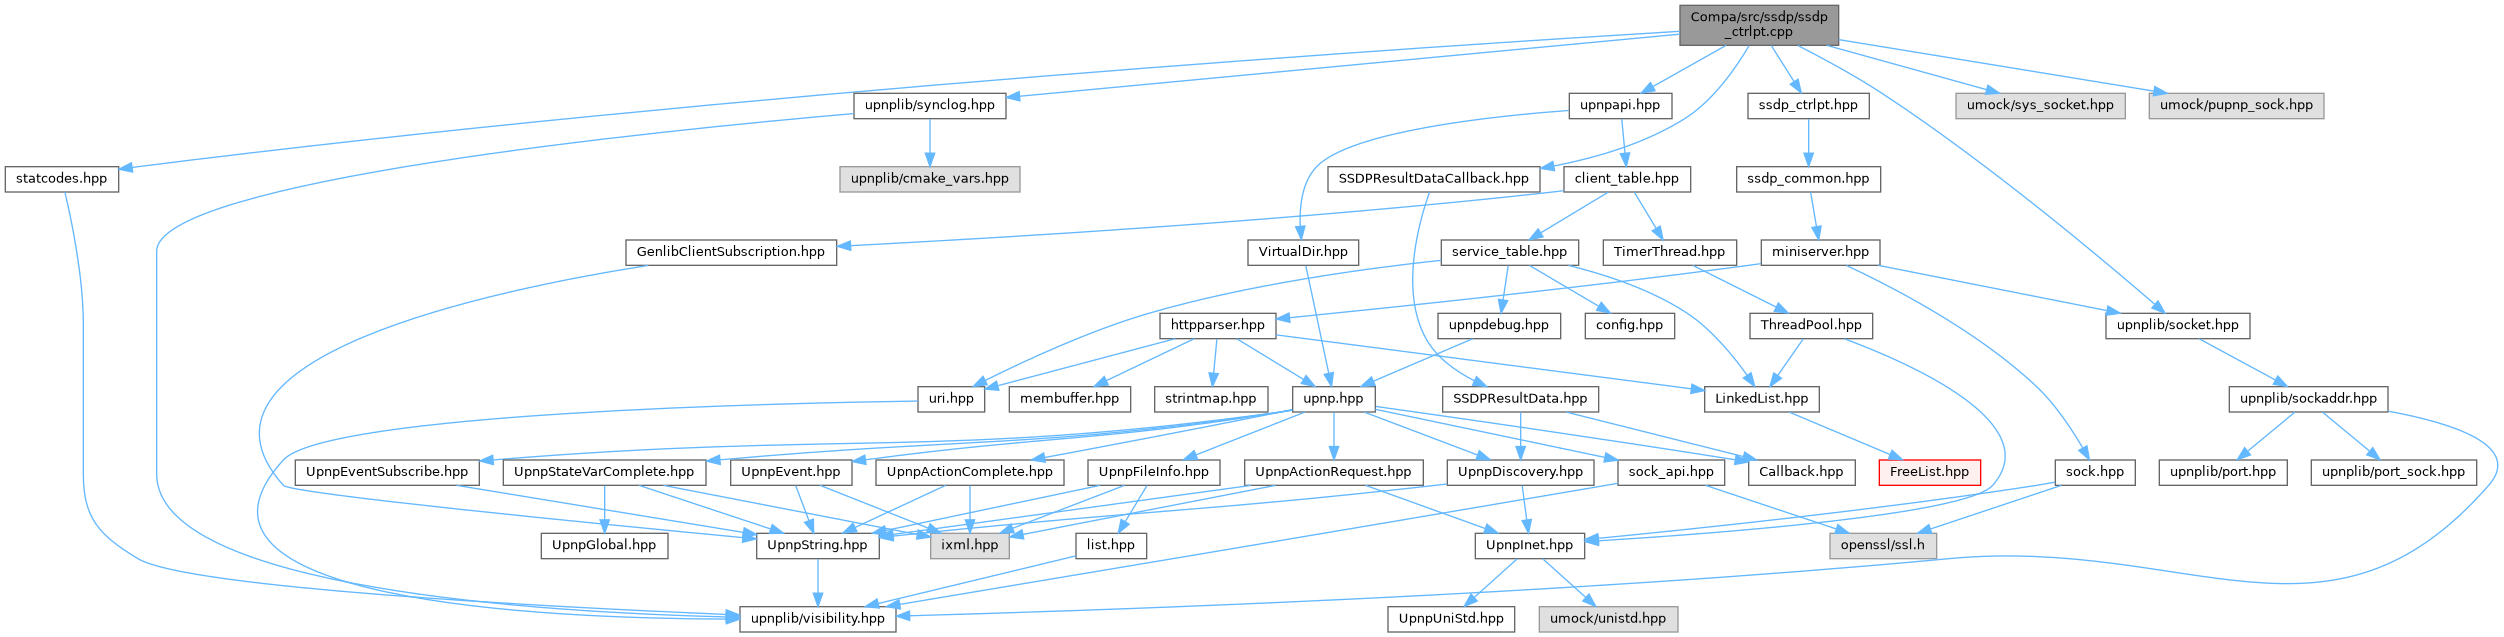 Compa/src/ssdp/ssdp
_ctrlpt.cpp
upnplib/synclog.hpp
upnpapi.hpp
ssdp_ctrlpt.hpp
umock/sys_socket.hpp
umock/pupnp_sock.hpp
statcodes.hpp
upnplib/cmake_vars.hpp
SSDPResultDataCallback.hpp
client_table.hpp
ssdp_common.hpp
GenlibClientSubscription.hpp
VirtualDir.hpp
service_table.hpp
TimerThread.hpp
miniserver.hpp
httpparser.hpp
upnpdebug.hpp
config.hpp
ThreadPool.hpp
upnplib/socket.hpp
uri.hpp
membuffer.hpp
strintmap.hpp
upnp.hpp
SSDPResultData.hpp
LinkedList.hpp
upnplib/sockaddr.hpp
UpnpEventSubscribe.hpp
UpnpStateVarComplete.hpp
UpnpEvent.hpp
UpnpActionComplete.hpp
UpnpFileInfo.hpp
UpnpActionRequest.hpp
UpnpDiscovery.hpp
sock_api.hpp
Callback.hpp
FreeList.hpp
sock.hpp
upnplib/port.hpp
upnplib/port_sock.hpp
UpnpGlobal.hpp
UpnpString.hpp
ixml.hpp
list.hpp
UpnpInet.hpp
openssl/ssl.h
upnplib/visibility.hpp
UpnpUniStd.hpp
umock/unistd.hpp